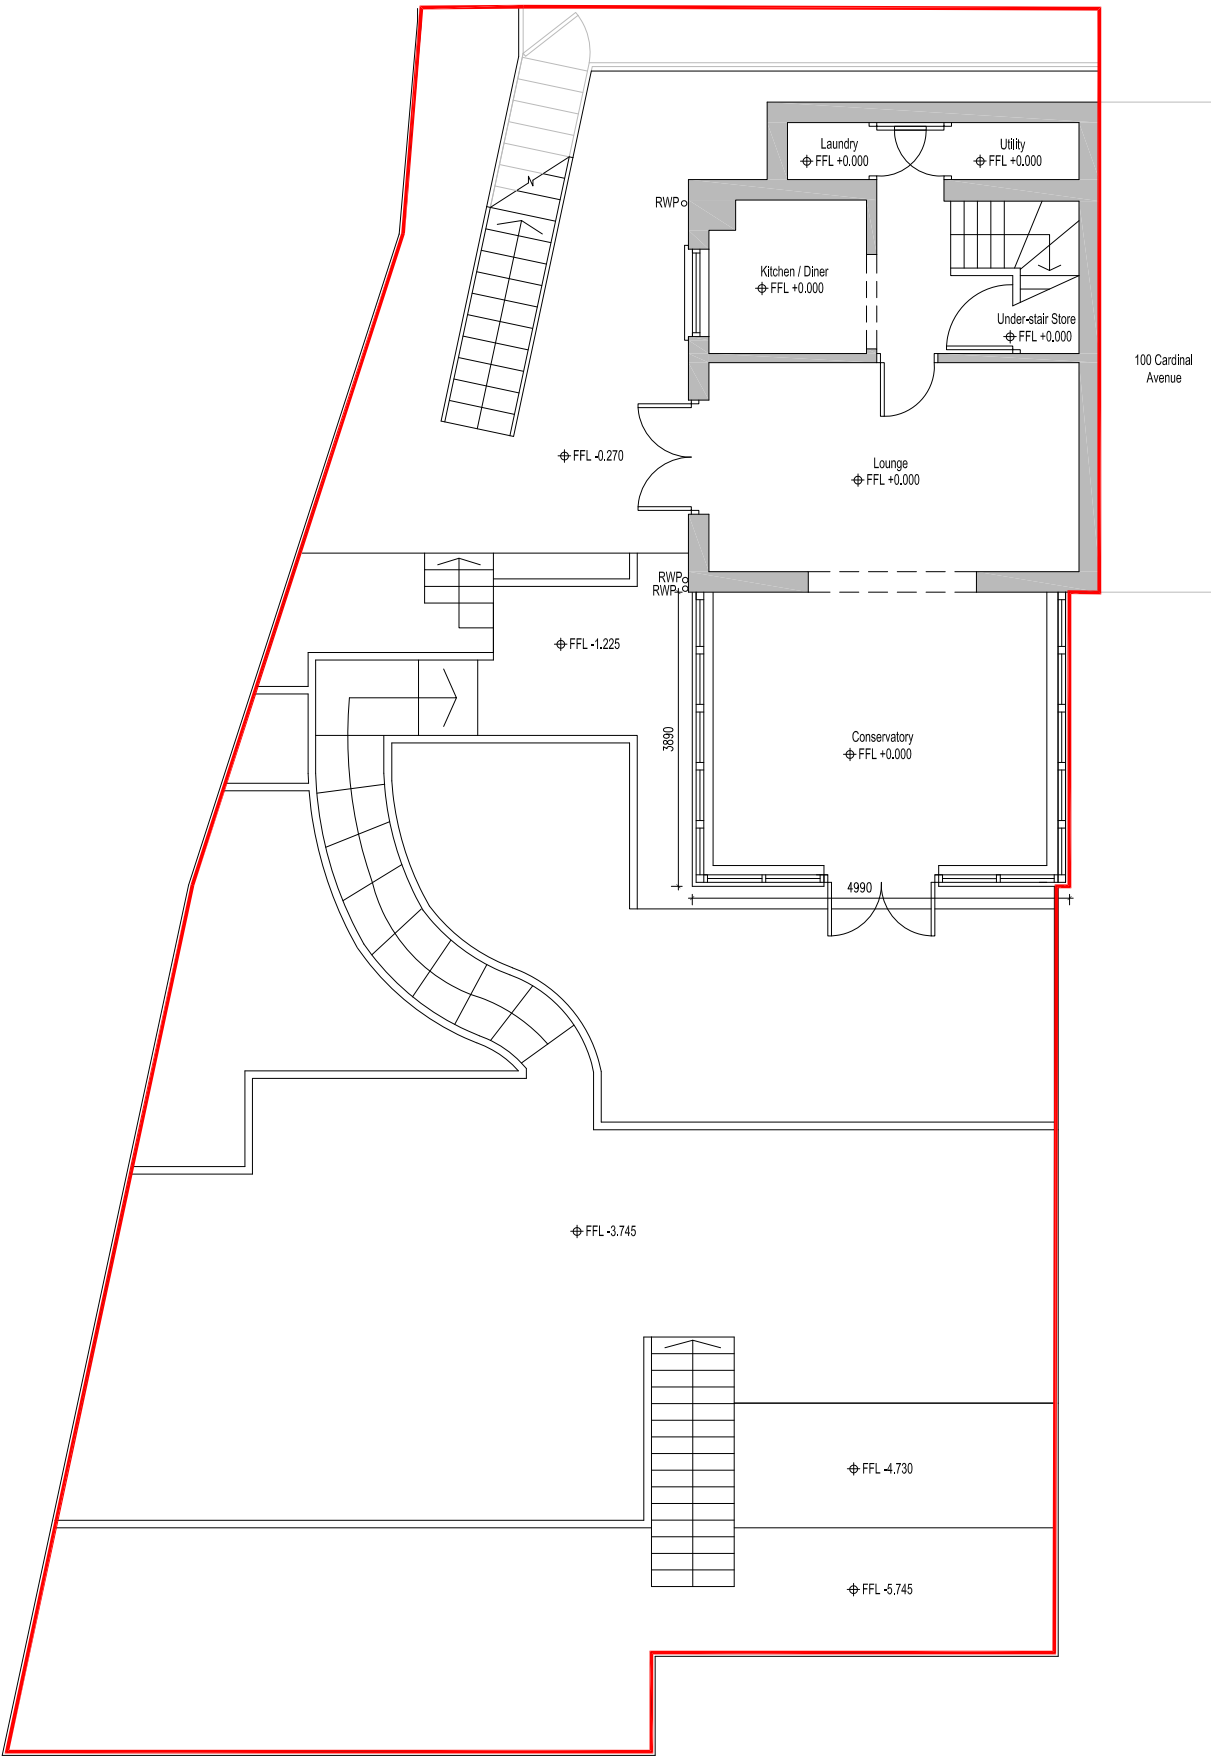 Laundry
FFL +0.000
Utility
FFL +0.000
N
RWP
Kitchen / Diner
FFL +0.000
Under-stair Store
FFL +0.000
100 Cardinal
Avenue
FFL -0.270
Lounge
FFL +0.000
RWP
RWP
FFL -1.225
3890
Conservatory
FFL +0.000
4990
FFL -3.745
FFL -4.730
FFL -5.745